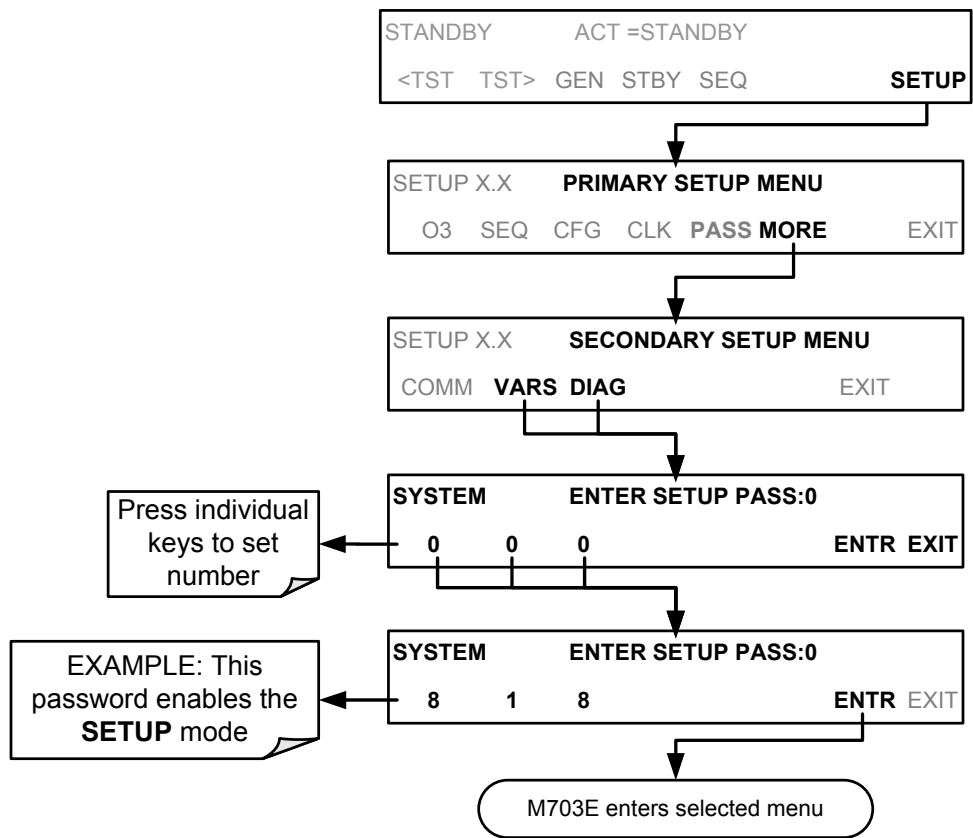 STANDBY ACT =STANDBY
<TST TST> GEN STBY SEQ SETUP
SETUP X.X PRIMARY SETUP MENU
O3 SEQ CFG CLK PASS MORE EXIT
SETUP X.X SECONDARY SETUP MENU
COMM VARS DIAG EXIT
Press individual
keys to set
number
SYSTEM ENTER SETUP PASS:0
0 0 0 ENTR EXIT
EXAMPLE: This
password enables the
SETUP mode
SYSTEM ENTER SETUP PASS:0
8 1 8 ENTR EXIT
M703E enters selected menu